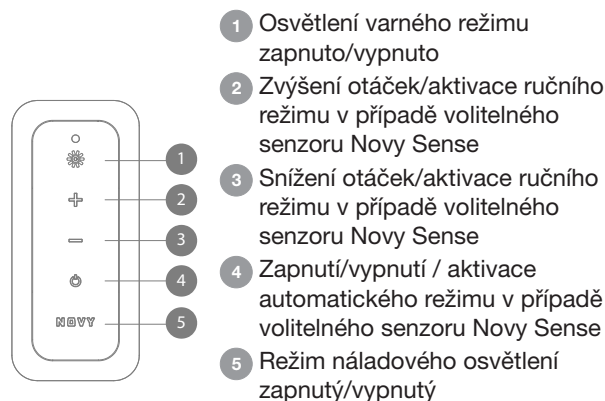 1
2
3
4
NOVY 5
1 Osvětlení varného režimu
zapnuto/vypnuto
2 Zvýšení otáček/aktivace ručního
režimu v případě volitelného
senzoru Novy Sense
3 Snížení otáček/aktivace ručního
režimu v případě volitelného
senzoru Novy Sense
4 Zapnutí/vypnutí / aktivace
automatického režimu v případě
volitelného senzoru Novy Sense
5 Režim náladového osvětlení
zapnutý/vypnutý